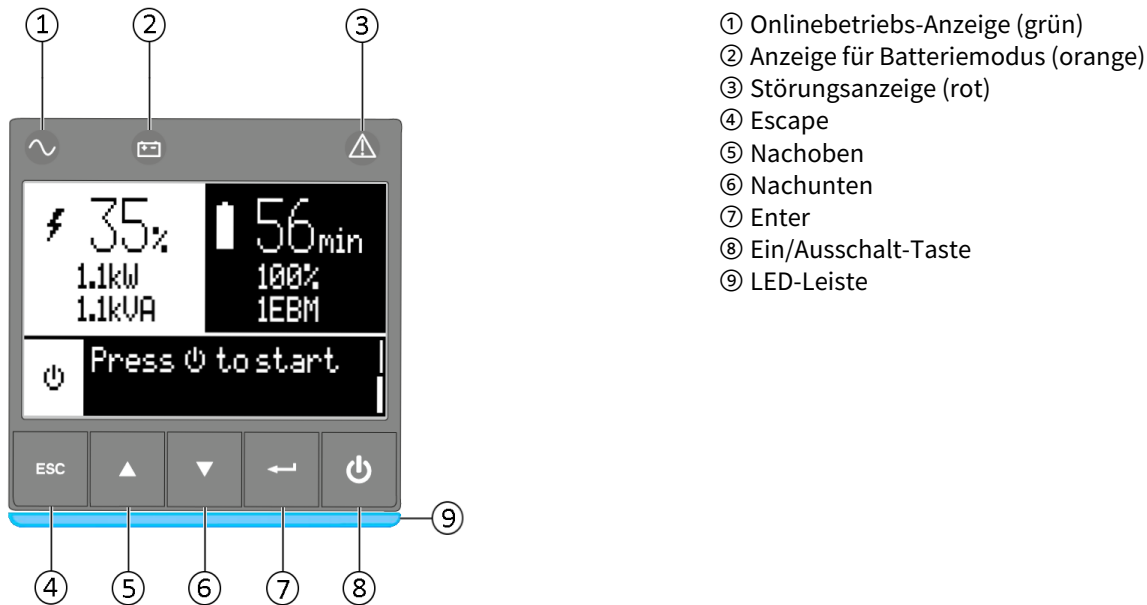 ① ② ③
35%
1.1kW
1.1kVA
56min
100%
1EBM
Press ⏻ to start
ESC
⑨
④ ⑤ ⑥ ⑦ ⑧
① Onlinebetriebs-Anzeige (grün)
② Anzeige für Batteriemodus (orange)
③ Störungsanzeige (rot)
④ Escape
⑤ Nachoben
⑥ Nachunten
⑦ Enter
⑧ Ein/Ausschalt-Taste
⑨ LED-Leiste